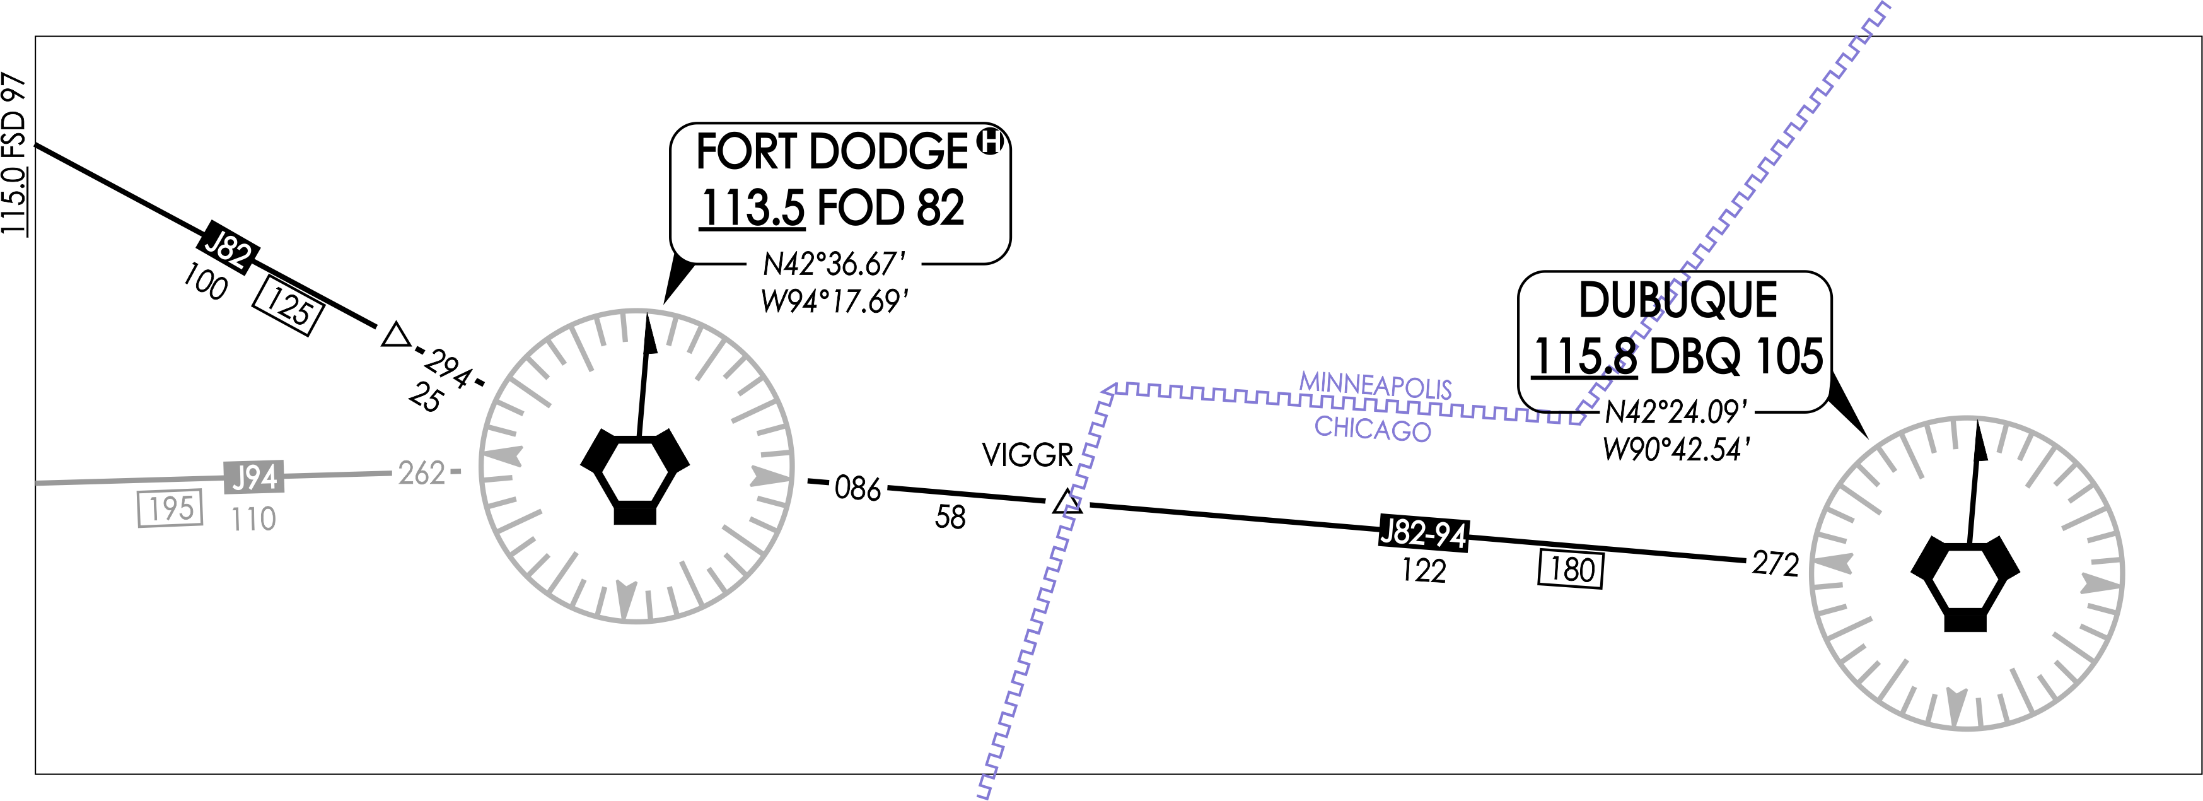 115.0 FSD 97
J82
100
125
294
25
J94
195
110
262
FORT DODGE H
113.5 FOD 82
N42°36.67’
W94°17.69’
086
58
VIGGR
MINNEAPOLIS
CHICAGO
J82-94
122
180
272
DUBUQUE
115.8 DBQ 105
N42°24.09’
W90°42.54’